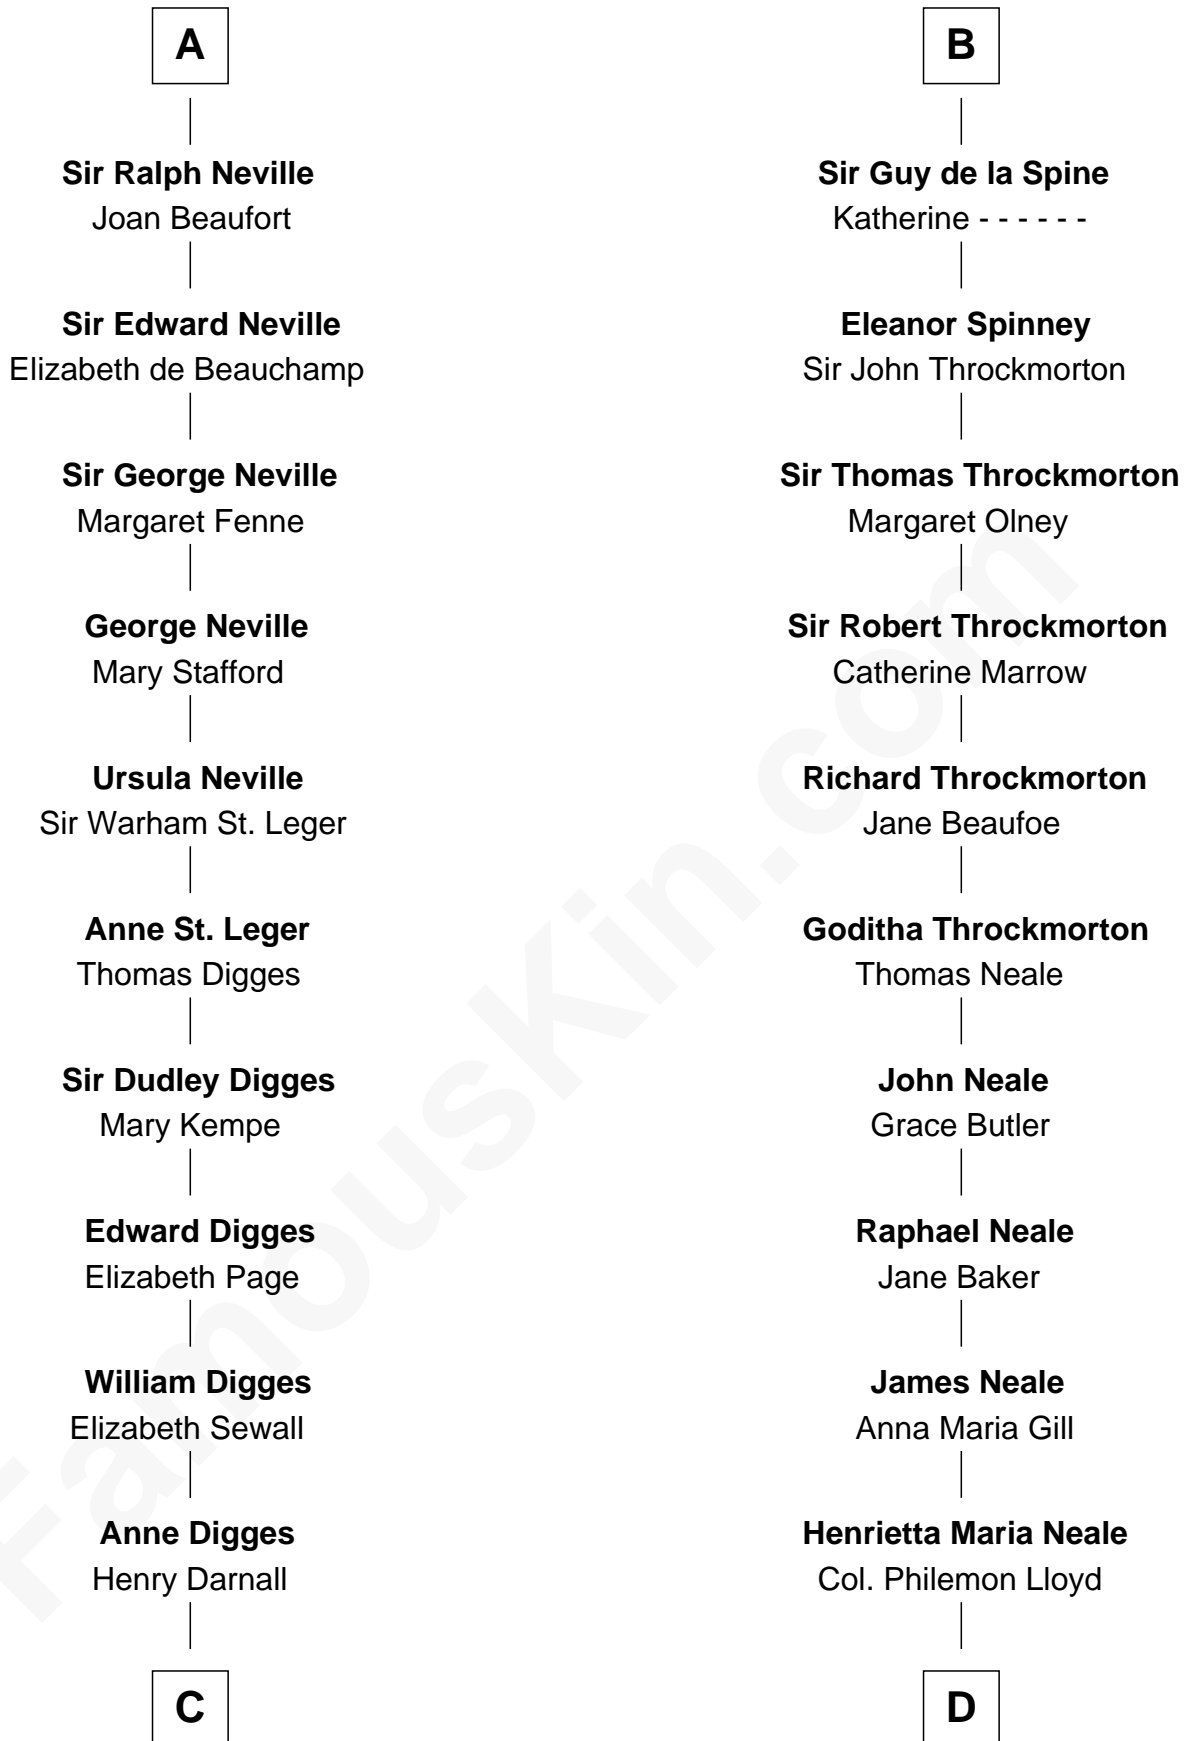 A
Sir Ralph Neville
Joan Beaufort
Sir Edward Neville
Elizabeth de Beauchamp
Sir George Neville
Margaret Fenne
George Neville
Mary Stafford
Ursula Neville
Sir Warham St. Leger
Anne St. Leger
Thomas Digges
Sir Dudley Digges
Mary Kempe
Edward Digges
Elizabeth Page
William Digges
Elizabeth Sewall
Anne Digges
Henry Darnall
C
B
Sir Guy de la Spine
Katherine - - - - - -
Eleanor Spinney
Sir John Throckmorton
Sir Thomas Throckmorton
Margaret Olney
Sir Robert Throckmorton
Catherine Marrow
Richard Throckmorton
Jane Beaufoe
Goditha Throckmorton
Thomas Neale
John Neale
Grace Butler
Raphael Neale
Jane Baker
James Neale
Anna Maria Gill
Henrietta Maria Neale
Col. Philemon Lloyd
D
FamousKin.com